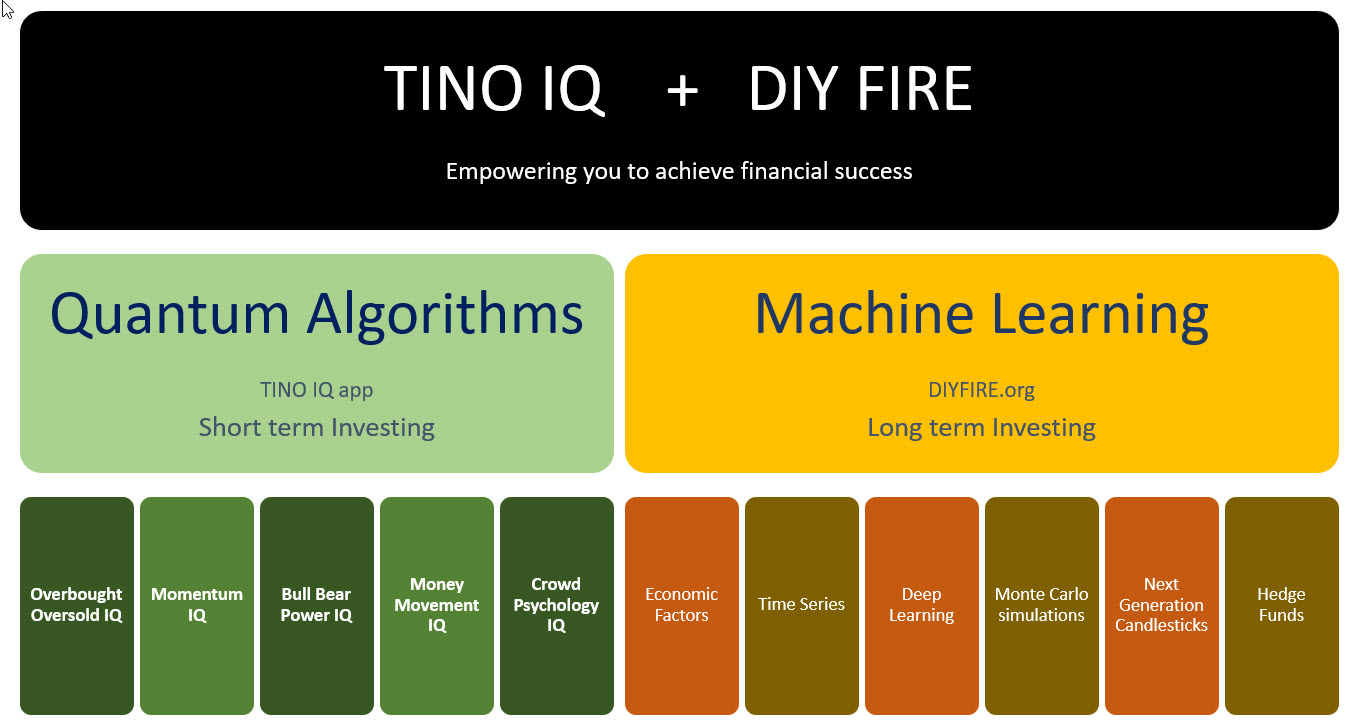 TINO IQ + DIY FIRE
Empowering you to achieve financial success
Quantum Algorithms
TINO IQ app
Short term Investing
Machine Learning
DIYFIRE.org
Long term Investing
Overbought
Oversold IQ
Momentum
IQ
Bull Bear
Power IQ
Money
Movement
IQ
Crowd
Psychology
IQ
Economic
Factors
Time Series
Deep
Learning
Monte Carlo
simulations
Next
Generation
Candlesticks
Hedge
Funds